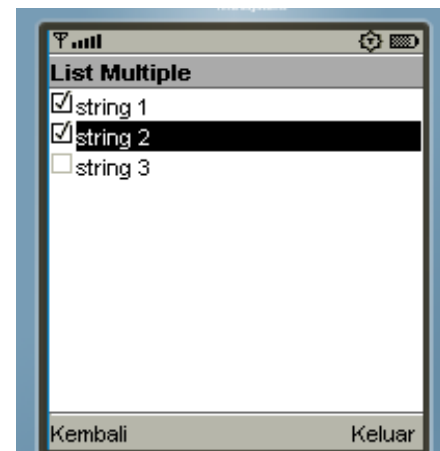 List Multiple
string 1
string 2
string 3
Kembali Keluar